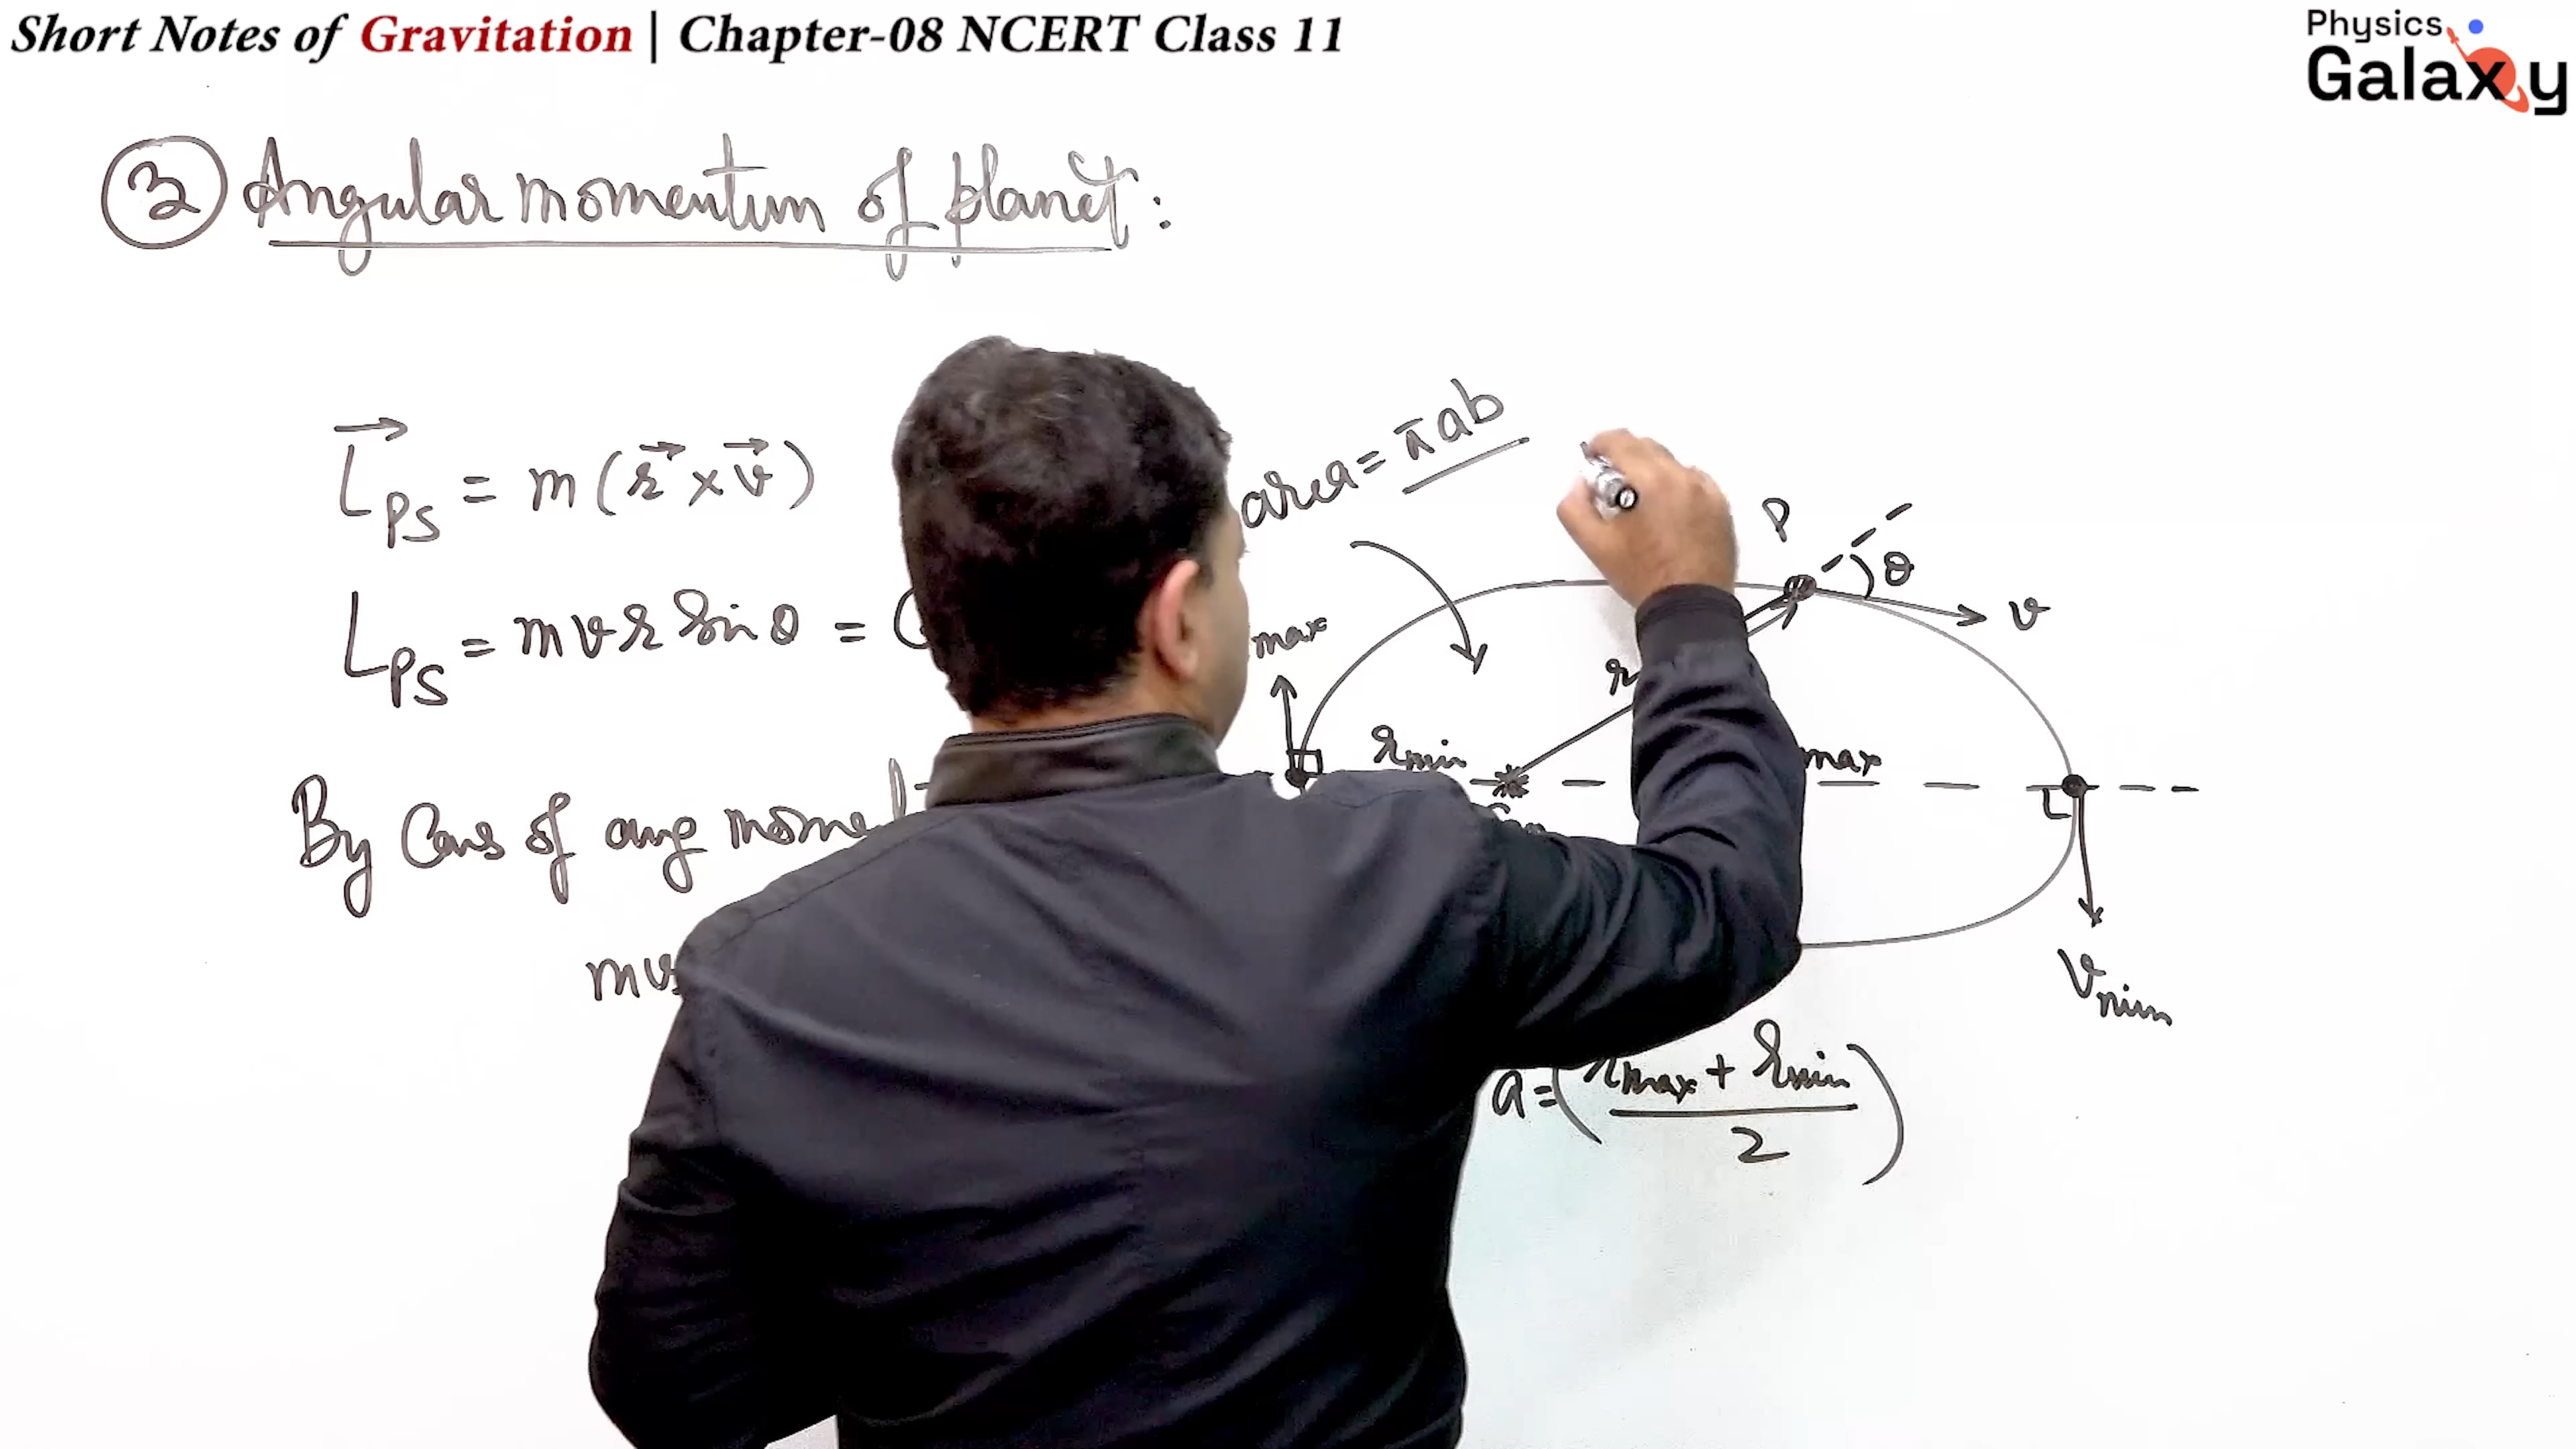 Short Notes of Gravitation | Chapter-08 NCERT Class 11
Physics
Galaxy
3 Angular momentum of planet:
L⃗PS = m(r⃗ × v⃗)
LPS = mvr sin θ =
By Cons of ang mome
mv
area = πab
max
P
θ
v
r
rmin
max
vmin
a = (rmax + rmin / 2)